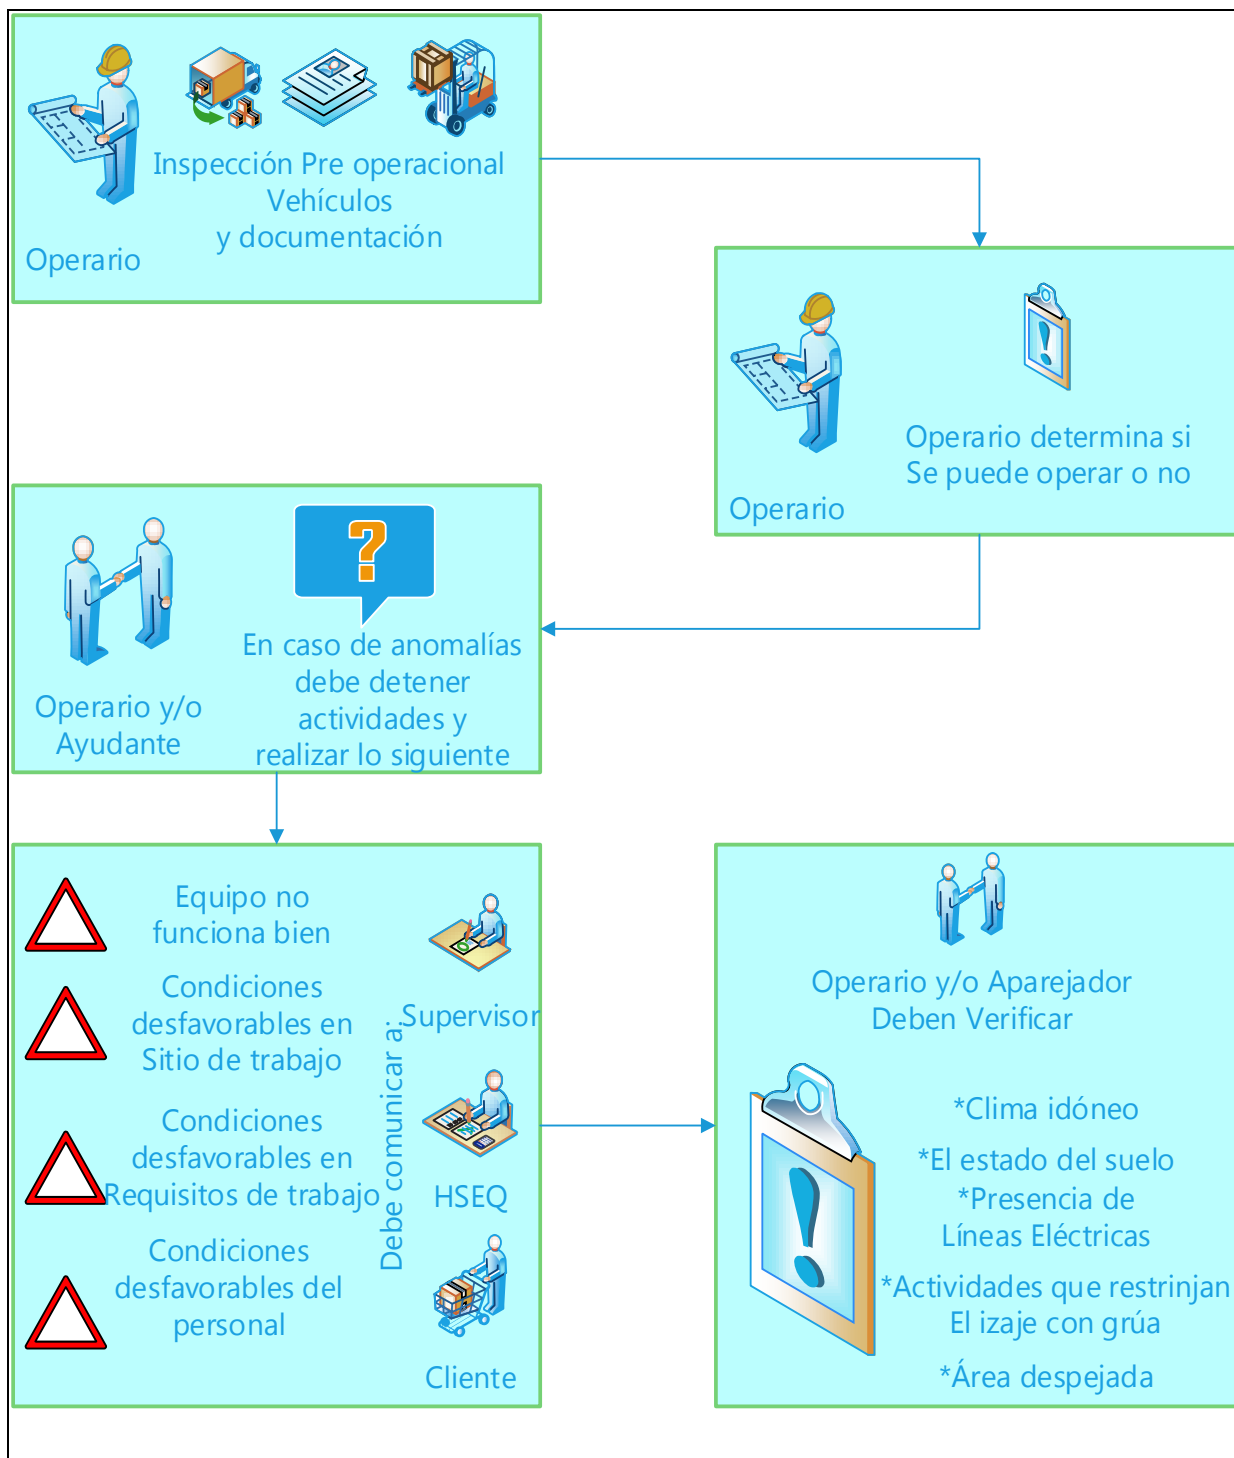 Inspección Pre operacional
Vehículos
y documentación
Operario
Operario determina si
Se puede operar o no
Operario
En caso de anomalías
debe detener
actividades y
realizar lo siguiente
Operario y/o
Ayudante
Equipo no
funciona bien
Condiciones
desfavorables en
Sitio de trabajo
Condiciones
desfavorables en
Requisitos de trabajo
Condiciones
desfavorables del
personal
Debe comunicar a:
Supervisor
HSEQ
Cliente
Operario y/o Aparejador
Deben Verificar
*Clima idóneo
*El estado del suelo
*Presencia de
Líneas Eléctricas
*Actividades que restrinjan
El izaje con grúa
*Área despejada